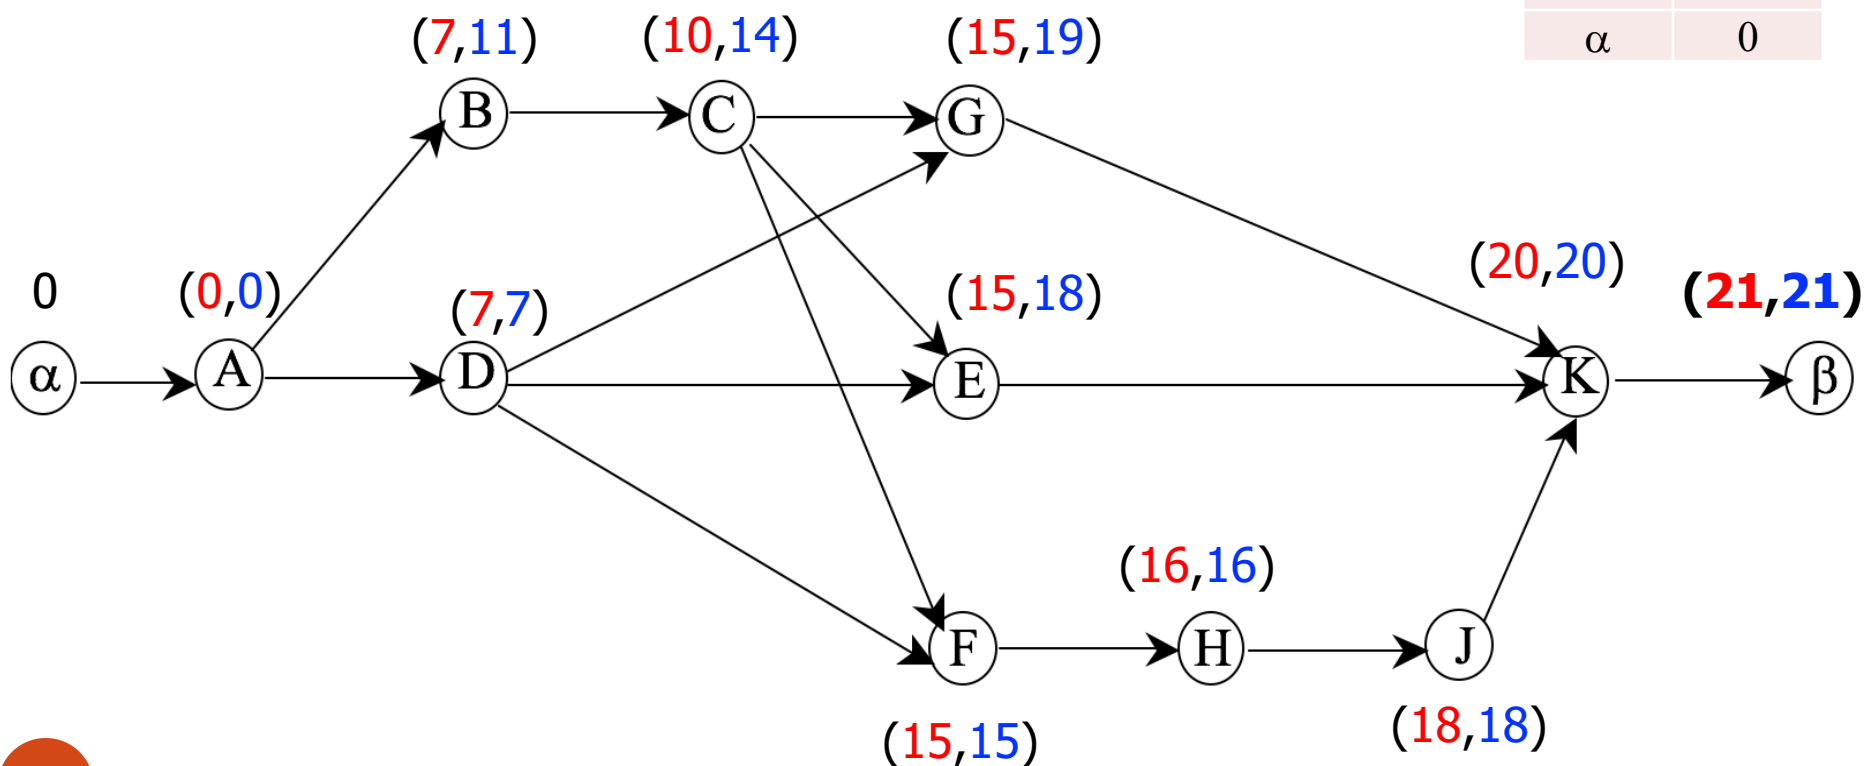 α 0
(7,11) (10,14) (15,19)
B C G
0 (0,0) (7,7) (15,18) (20,20) (21,21)
α A D E K β
(16,16)
F H J
(15,15) (18,18)